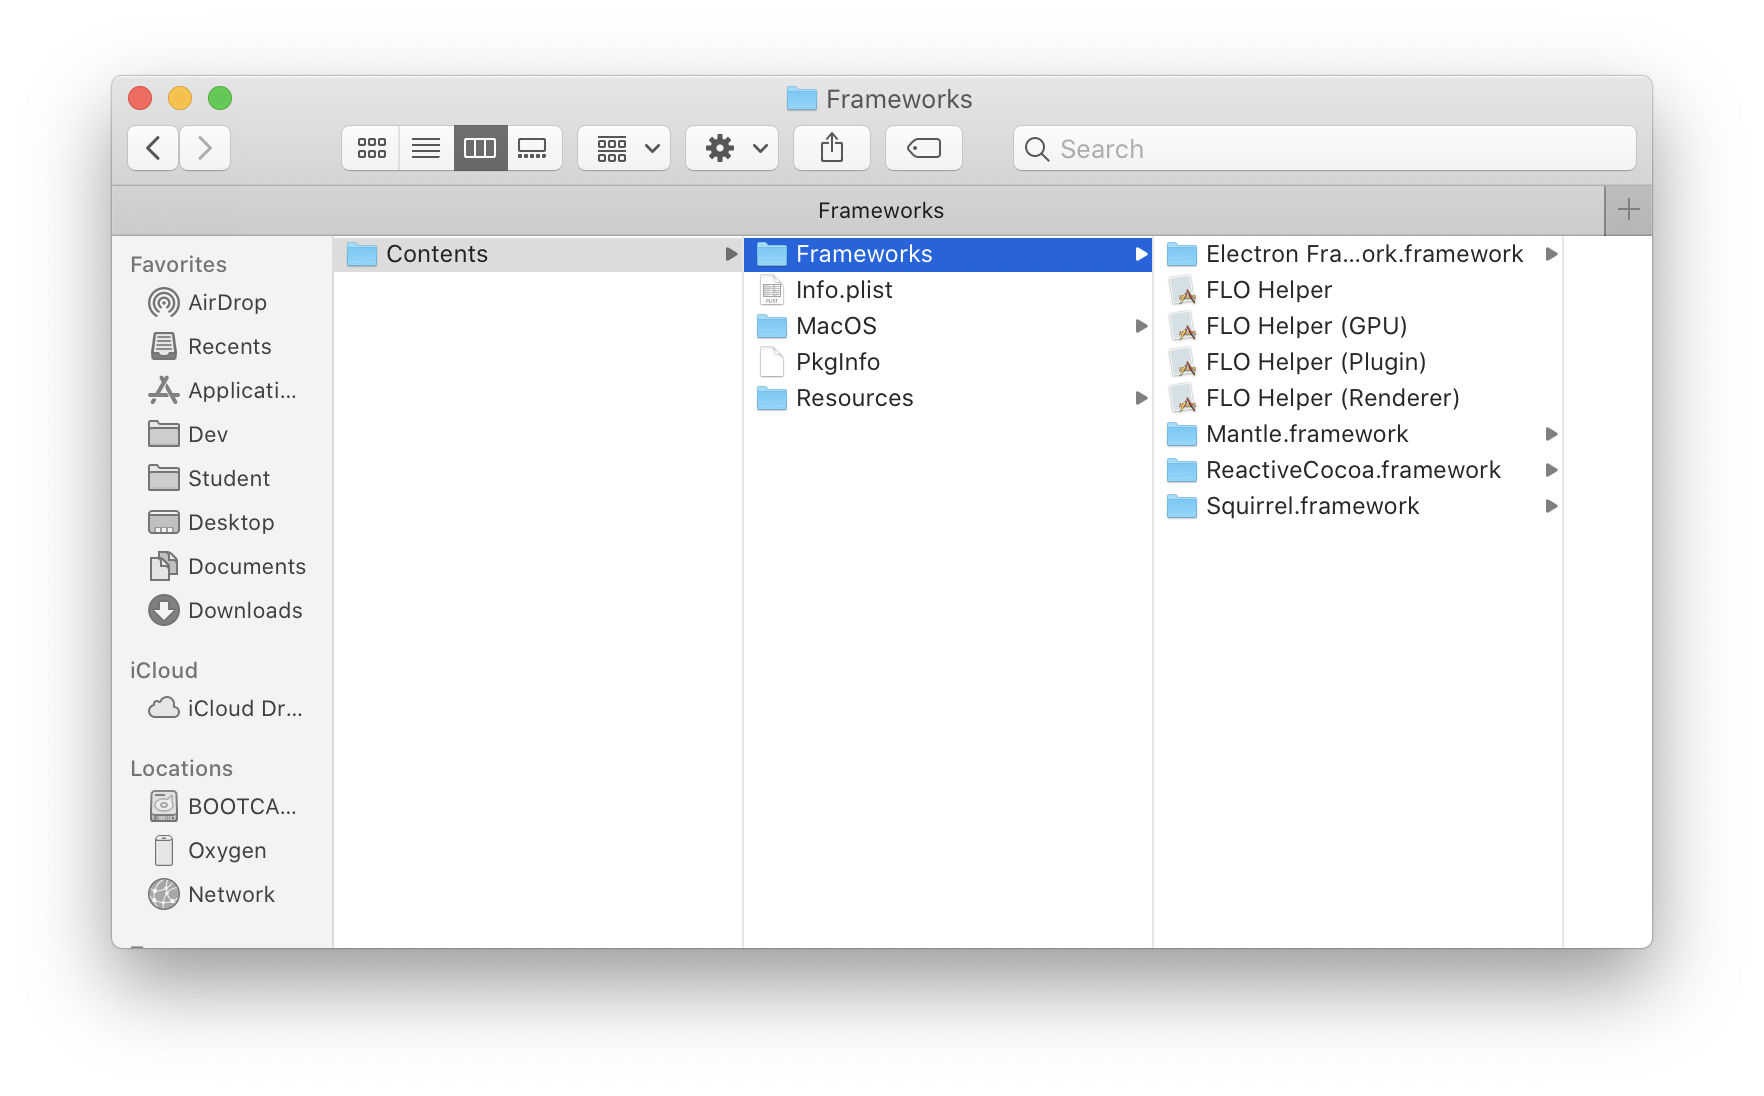 Frameworks
Search
Frameworks
Favorites
AirDrop
Recents
Applicati...
Dev
Student
Desktop
Documents
Downloads
iCloud
iCloud Dr...
Locations
BOOTCA...
Oxygen
Network
Contents
Frameworks
Info.plist
PLIST
MacOS
PkgInfo
Resources
Electron Fra...ork.framework
FLO Helper
FLO Helper (GPU)
FLO Helper (Plugin)
FLO Helper (Renderer)
Mantle.framework
ReactiveCocoa.framework
Squirrel.framework